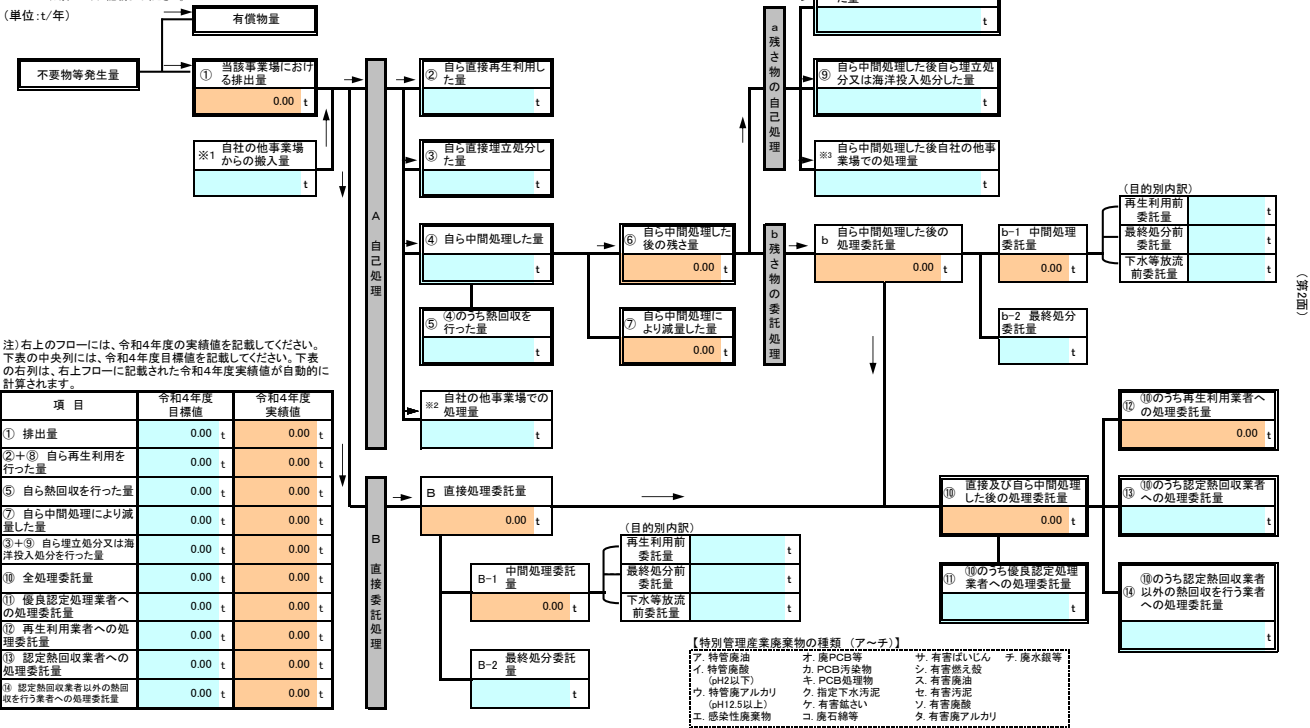 (単位:t/年)
有償物量
不要物等発生量
① 当該事業場におけ
る排出量
0.00 t
※1 自社の他事業場
からの搬入量
t
A 自己処理
② 自ら直接再生利用し
た量
t
③ 自ら直接埋立処分し
た量
t
④ 自ら中間処理した量
t
⑤ ④のうち熱回収を
行った量
t
※2 自社の他事業場での
処理量
t
⑥ 自ら中間処理した
後の残さ量
0.00 t
⑦ 自ら中間処理に
より減量した量
0.00 t
a 残さ物の自己処理
t
⑨ 自ら中間処理した後自ら埋立処
分又は海洋投入処分した量
t
※3 自ら中間処理した後自社の他事
業場での処理量
t
b 残さ物の委託処理
b 自ら中間処理した後の
処理委託量
0.00 t
b-1 中間処理
委託量
0.00 t
(目的別内訳)
再生利用前
委託量 t
最終処分前
委託量 t
下水等放流
前委託量 t
b-2 最終処分
委託量
t
(第2面)
注)右上のフローには、令和4年度の実績値を記載してください。
下表の中央列には、令和4年度目標値を記載してください。下表
の右列は、右上フローに記載された令和4年度実績値が自動的に
計算されます。
項 目 令和4年度 目標値 令和4年度 実績値
① 排出量 0.00 t 0.00 t
②+⑧ 自ら再生利用を
行った量 0.00 t 0.00 t
⑤ 自ら熱回収を行った量 0.00 t 0.00 t
⑦ 自ら中間処理により減
量した量 0.00 t 0.00 t
③+⑨ 自ら埋立処分又は海
洋投入処分を行った量 0.00 t 0.00 t
⑩ 全処理委託量 0.00 t 0.00 t
⑪ 優良認定処理業者へ
の処理委託量 0.00 t 0.00 t
⑫ 再生利用業者への処
理委託量 0.00 t 0.00 t
⑬ 認定熱回収業者への
処理委託量 0.00 t 0.00 t
⑭ 認定熱回収業者以外の熱回
収を行う業者への処理委託量 0.00 t 0.00 t
B 直接委託処理
B 直接処理委託量
0.00 t
B-1 中間処理委託
量
0.00 t
(目的別内訳)
再生利用前
委託量 t
最終処分前
委託量 t
下水等放流
前委託量 t
B-2 最終処分委託
量
t
⑩ 直接及び自ら中間処理
した後の処理委託量
0.00 t
⑪ ⑩のうち優良認定処理
業者への処理委託量
t
⑫ ⑩のうち再生利用業者へ
の処理委託量
0.00 t
⑬ ⑩のうち認定熱回収業者
への処理委託量
t
⑭ ⑩のうち認定熱回収業者
以外の熱回収を行う業者
への処理委託量
t
【特別管理産業廃棄物の種類 (ア~チ)】
ア. 特管廃油 オ. 廃PCB等 サ. 有害ばいじん チ. 廃水銀等
イ. 特管廃酸 カ. PCB汚染物 シ. 有害燃え殻
(pH2以下) キ. PCB処理物 ス. 有害廃油
ウ. 特管廃アルカリ ク. 指定下水汚泥 セ. 有害汚泥
(pH12.5以上) ケ. 有害鉱さい ソ. 有害廃酸
エ. 感染性廃棄物 コ. 廃石綿等 タ. 有害廃アルカリ